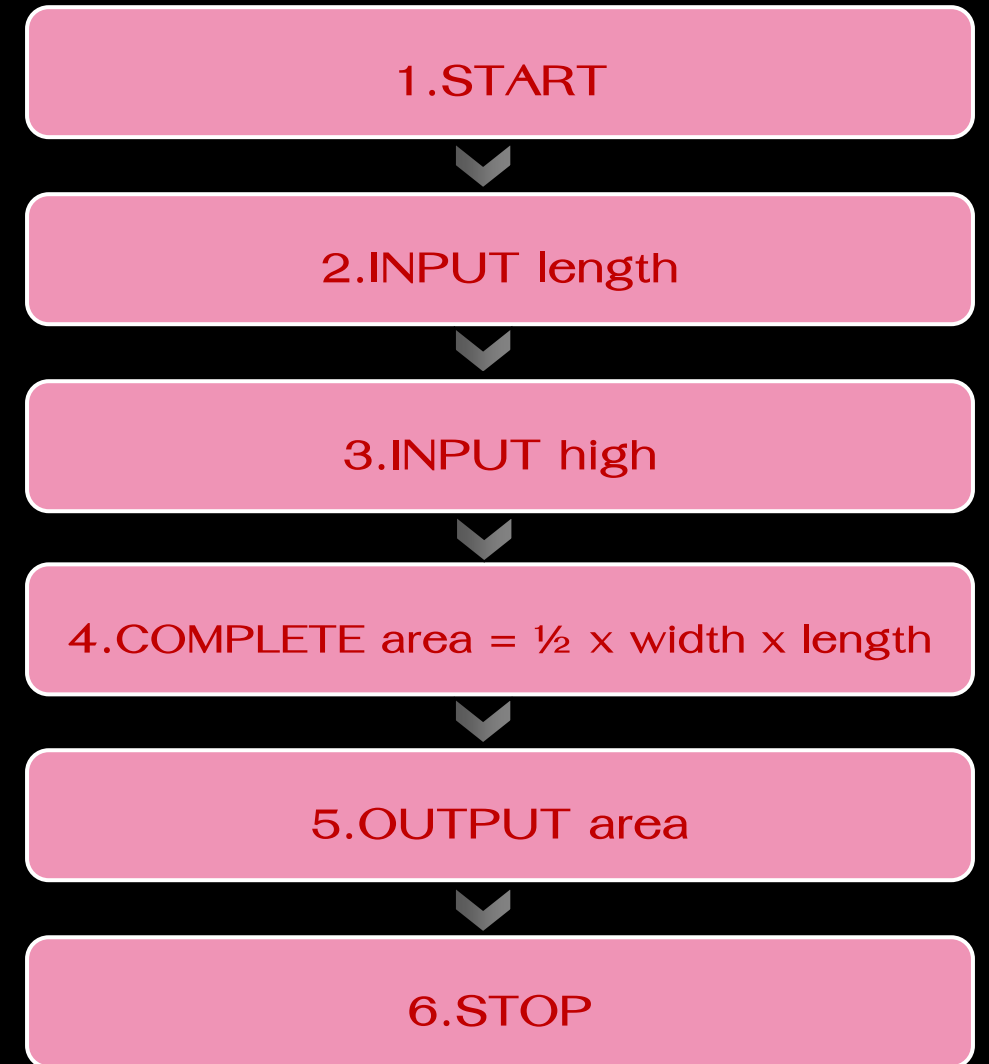 1.START
2.INPUT length
3.INPUT high
4.COMPLETE area = ½ x width x length
5.OUTPUT area
6.STOP